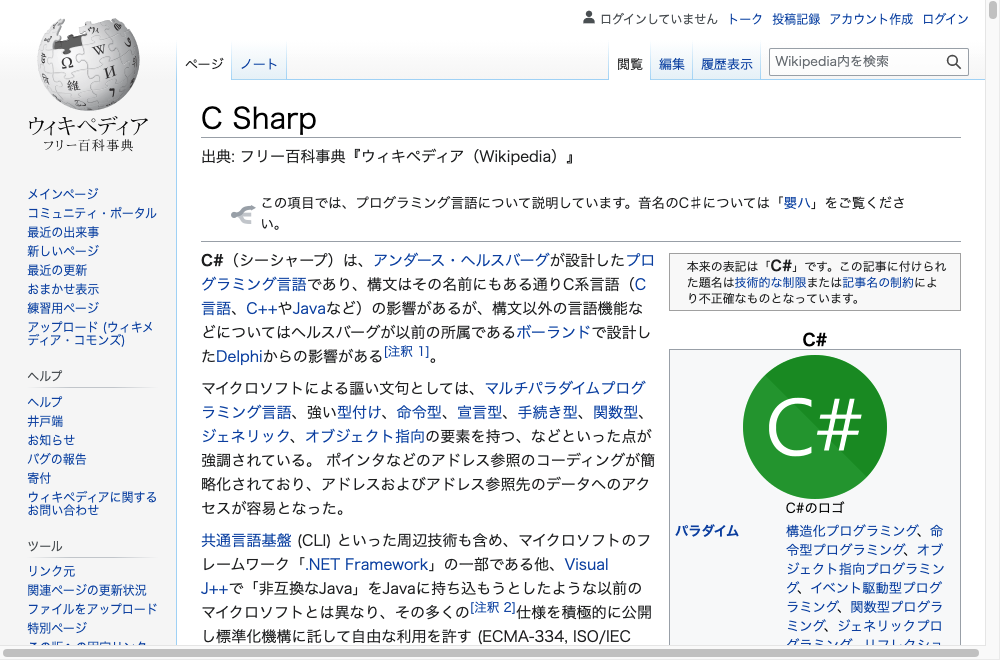 ログインしていません トーク 投稿記録 アカウント作成 ログイン
ページ ノート 閲覧 編集 履歴表示 Wikipedia内を検索
Ω W 維 И
ウィキペディア
フリー百科事典
メインページ
コミュニティ・ポータル
最近の出来事
新しいページ
最近の更新
おまかせ表示
練習用ページ
アップロード (ウィキメ
ディア・コモンズ)
ヘルプ
ヘルプ
井戸端
お知らせ
バグの報告
寄付
ウィキペディアに関する
お問い合わせ
ツール
リンク元
関連ページの更新状況
ファイルをアップロード
特別ページ
C Sharp
出典: フリー百科事典『ウィキペディア（Wikipedia）』
この項目では、プログラミング言語について説明しています。音名のC♯については「嬰ハ」をご覧くださ
い。
C#（シーシャープ）は、アンダース・ヘルスバーグが設計したプロ
グラミング言語であり、構文はその名前にもある通りC系言語（C
言語、C++やJavaなど）の影響があるが、構文以外の言語機能な
どについてはヘルスバーグが以前の所属であるボーランドで設計し
たDelphiからの影響がある[注釈 1]。
マイクロソフトによる謳い文句としては、マルチパラダイムプログ
ラミング言語、強い型付け、命令型、宣言型、手続き型、関数型、
ジェネリック、オブジェクト指向の要素を持つ、などといった点が
強調されている。 ポインタなどのアドレス参照のコーディングが簡
略化されており、アドレスおよびアドレス参照先のデータへのアク
セスが容易となった。
共通言語基盤 (CLI) といった周辺技術も含め、マイクロソフトのフ
レームワーク「.NET Framework」の一部である他、Visual
J++で「非互換なJava」をJavaに持ち込もうとしたような以前の
マイクロソフトとは異なり、その多くの[注釈 2]仕様を積極的に公開
し標準化機構に託して自由な利用を許す (ECMA-334, ISO/IEC
本来の表記は「C#」です。この記事に付けられ
た題名は技術的な制限または記事名の制約によ
り不正確なものとなっています。
C#
C#
C#のロゴ
パラダイム 構造化プログラミング、命
令型プログラミング、オブ
ジェクト指向プログラミン
グ、イベント駆動型プログ
ラミング、関数型プログラ
ミング、ジェネリックプロ
グラミング、リフレクショ